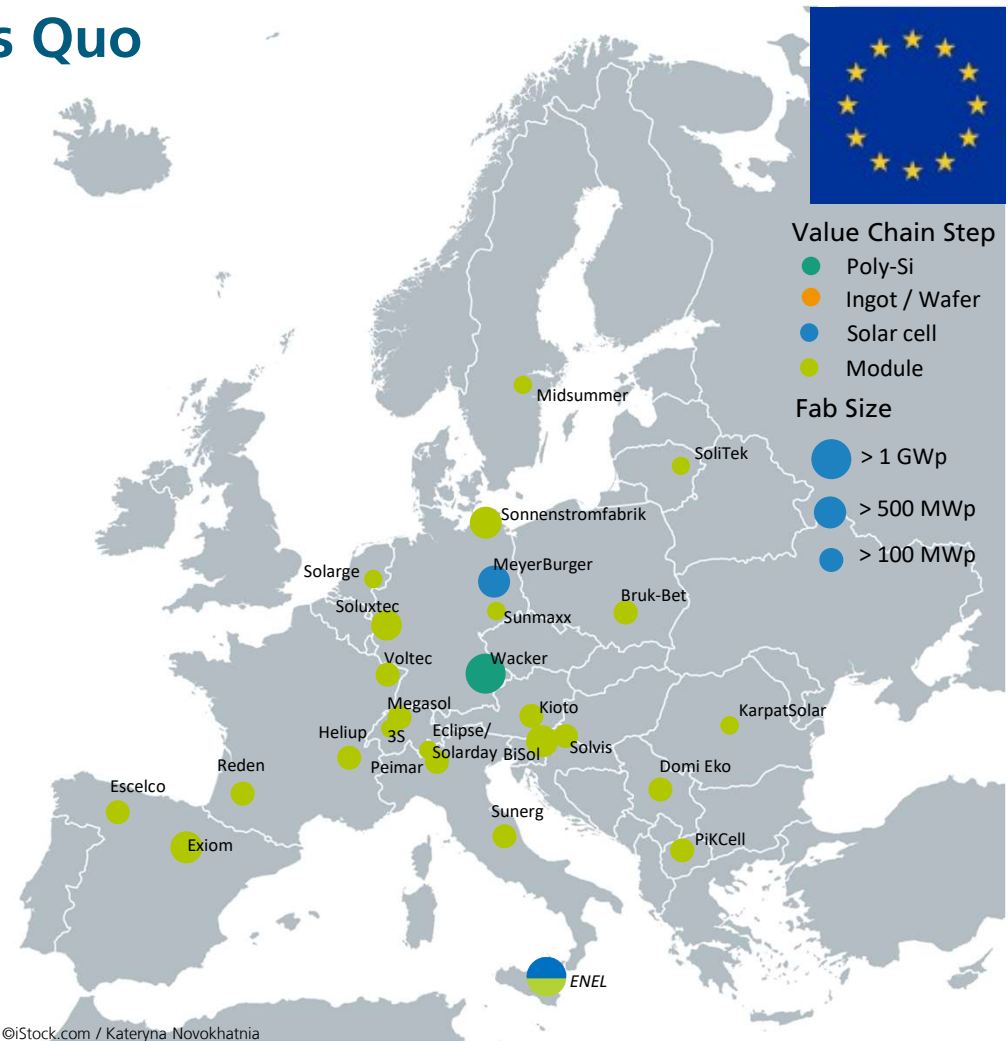 s Quo
Value Chain Step
Poly-Si
Ingot / Wafer
Solar cell
Module
Fab Size
> 1 GWp
> 500 MWp
> 100 MWp
Midsummer
SoliTek
Sonnenstromfabrik
MeyerBurger
Solarge
Bruk-Bet
Soluxtec
Sunmaxx
Voltec
Wacker
Megasol
Kioto
KarpatSolar
3S
Eclipse/
Solarday
Heliup
Peimar
BiSol
Solvis
Reden
Domi Eko
Escelco
Sunerg
Exiom
PiKCell
ENEL
©iStock.com / Kateryna Novokhatnia